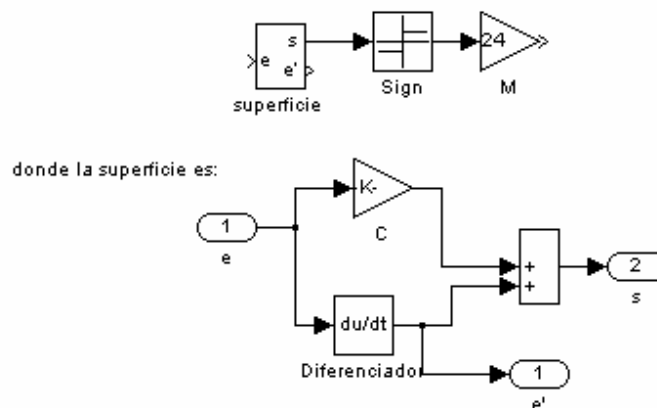 s
e
e'
24
superficie
Sign
M
donde la superficie es:
K-
C
1
e
+
+
2
s
du/dt
Diferenciador
1
e'